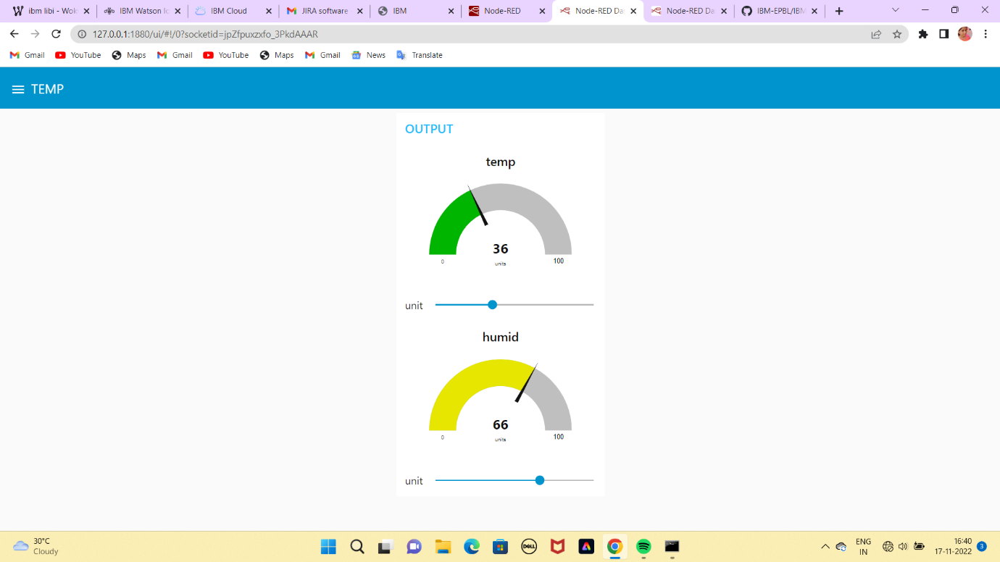 ibm libi - Wok
IBM Watson Io
IBM Cloud
JIRA software
IBM
Node-RED
Node-RED Da
Node-RED Da
IBM-EPBL/IBM
127.0.0.1:1880/ui/#!/0?socketid=jpZfpuxzxfo_3PkdAAAR
Gmail
YouTube
Maps
Gmail
YouTube
Maps
Gmail
News
Translate
TEMP
OUTPUT
temp
36
units
0
100
unit
humid
66
units
0
100
unit
30°C
Cloudy
DELL
ENG
IN
16:40
17-11-2022
3